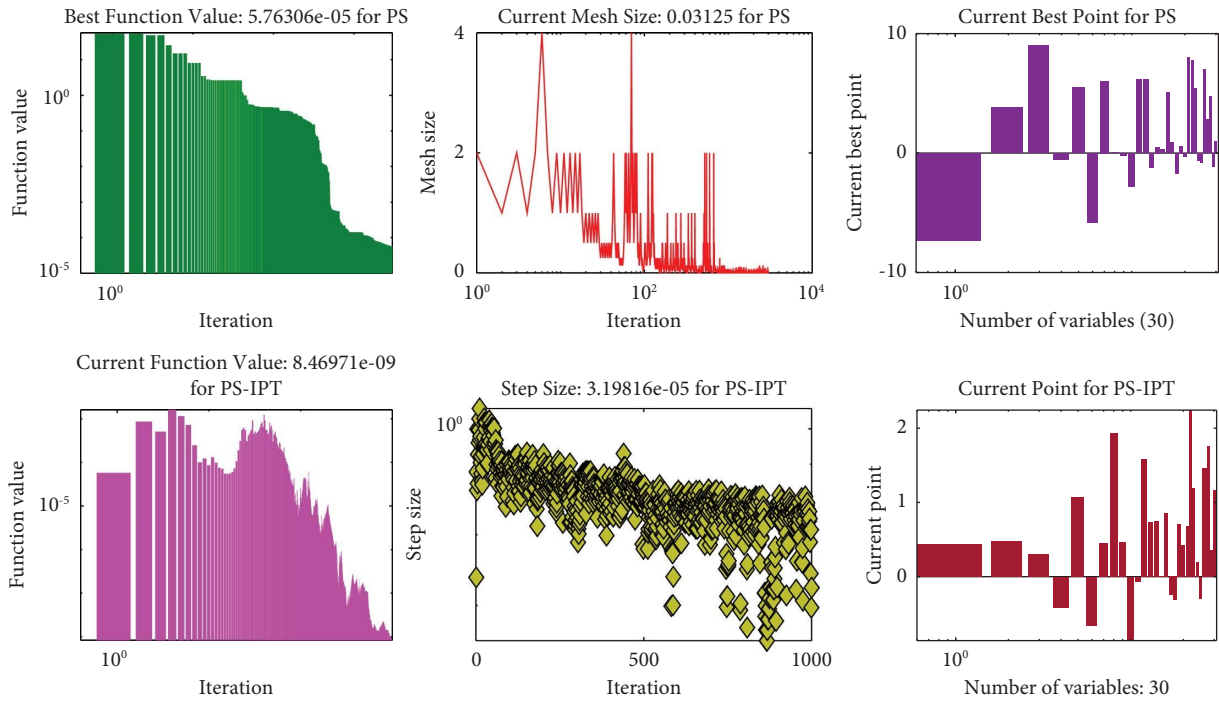 Best Function Value: 5.76306e-05 for PS
10^0
10^-5
Function value
10^0
Iteration
Current Mesh Size: 0.03125 for PS
4
2
0
Mesh size
10^0
10^2
10^4
Iteration
Current Best Point for PS
10
0
-10
Current best point
10^0
Number of variables (30)
Current Function Value: 8.46971e-09
for PS-IPT
10^-5
Function value
10^0
Iteration
Step Size: 3.19816e-05 for PS-IPT
10^0
Step size
0
500
1000
Iteration
Current Point for PS-IPT
2
1
0
Current point
10^0
Number of variables: 30